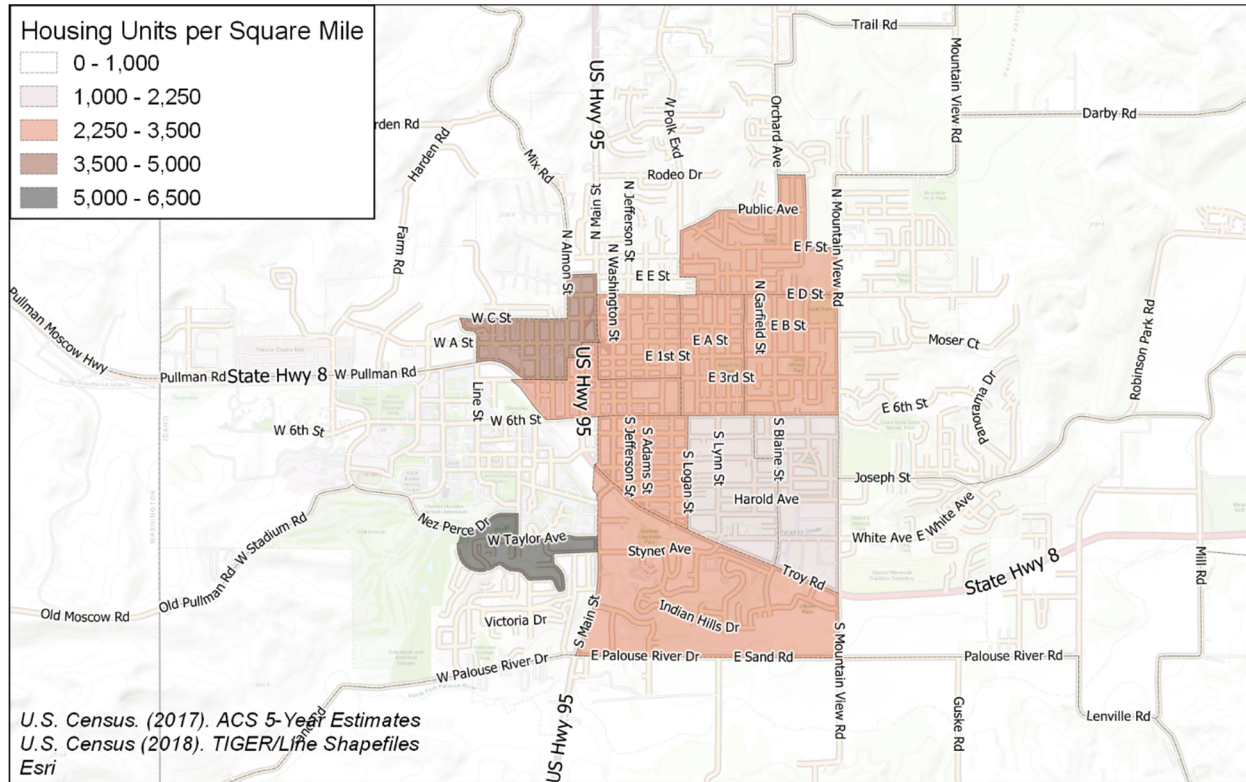 Housing Units per Square Mile
0 - 1,000
1,000 - 2,250
2,250 - 3,500
3,500 - 5,000
5,000 - 6,500
Trail Rd
Mountain View Rd
Darby Rd
Orchard Ave
US Hwy 95
N Polk Exd
rden Rd
Harden Rd
Mix Rd
Rodeo Dr
N Main St
N Jefferson St
Public Ave
N Mountain View Rd
Farm Rd
N Almon St
N Washington St
E F St
E E St
E D St
N Garfield St
E B St
Pullman Moscow Hwy
W C St
W A St
E A St
E 1st St
Moser Ct
Robinson Park Rd
Pullman Rd
State Hwy 8
W Pullman Rd
US Hwy 95
E 3rd St
Panorama Dr
Line St
W 6th St
E 6th St
W 6th St
S Jefferson St
S Adams St
S Logan St
S Lynn St
S Blaine St
Joseph St
Harold Ave
IDAHO
WASHINGTON
W Stadium Rd
Nez Perce Dr
W Taylor Ave
Styner Ave
White Ave
E White Ave
Troy Rd
State Hwy 8
Mill Rd
Old Pullman Rd
Old Moscow Rd
Victoria Dr
S Main St
Indian Hills Dr
S Mountain View Rd
W Palouse River Dr
E Palouse River Dr
E Sand Rd
Palouse River Rd
Guske Rd
Lenville Rd
US Hwy 95
U.S. Census. (2017). ACS 5-Year Estimates
U.S. Census (2018). TIGER/Line Shapefiles
Esri